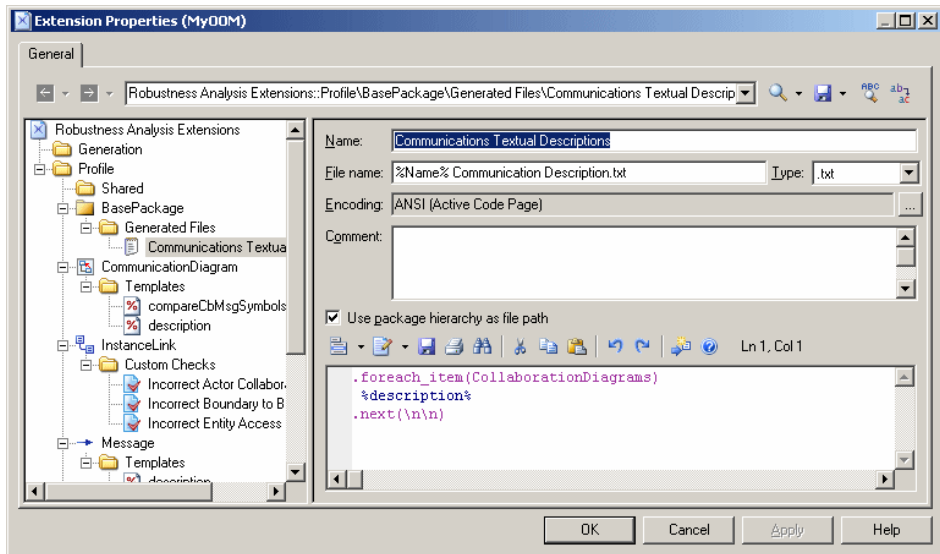 Extension Properties (MyOOM)
General
Robustness Analysis Extensions::Profile\BasePackage\Generated Files\Communications Textual Descrip
Robustness Analysis Extensions
Generation
Profile
Shared
BasePackage
Generated Files
Communications Textua
CommunicationDiagram
Templates
compareCbMsgSymbols
description
InstanceLink
Custom Checks
Incorrect Actor Collabor
Incorrect Boundary to B
Incorrect Entity Access
Message
Templates
description
Name: Communications Textual Descriptions
File name: %Name% Communication Description.txt Type: .txt
Encoding: ANSI (Active Code Page) ...
Comment:
Use package hierarchy as file path
Ln 1, Col 1
.foreach_item(CollaborationDiagrams)
%description%
.next(\n\n)
OK Cancel Apply Help